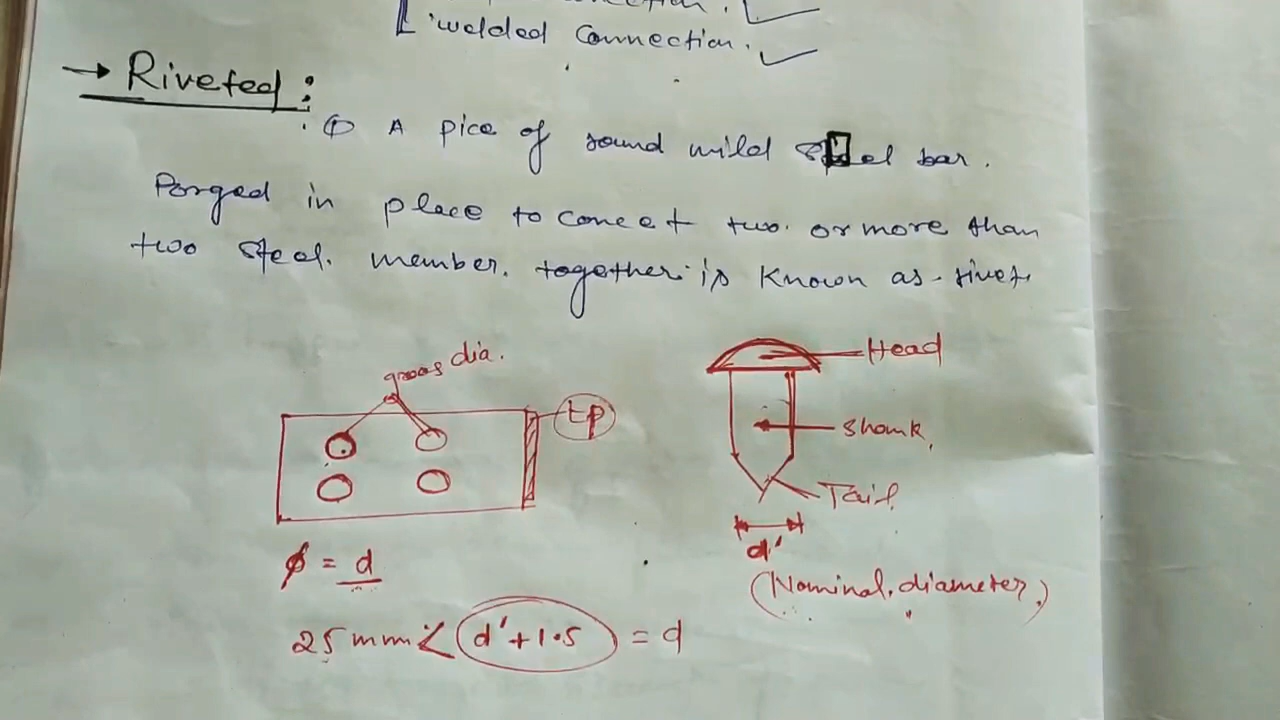 welded Connection.
→ Riveted :
① A pice of sound mild steel bar.
Forged in place to conect two or more than
two steel. member. together is known as - rivet.
gross dia.
tp
Head
Shank,
Tail.
d'
(Nominal. diameter.)
ϕ = d
25 mm < d' + 1.5 = d